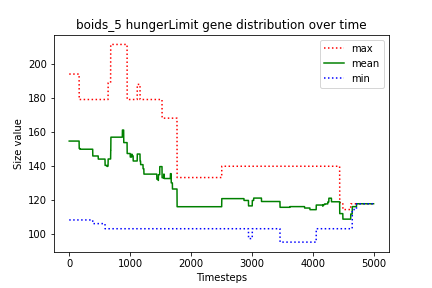 boids_5 hungerLimit gene distribution over time
max
mean
min
Size value
200
180
160
140
120
100
0
1000
2000
3000
4000
5000
Timesteps